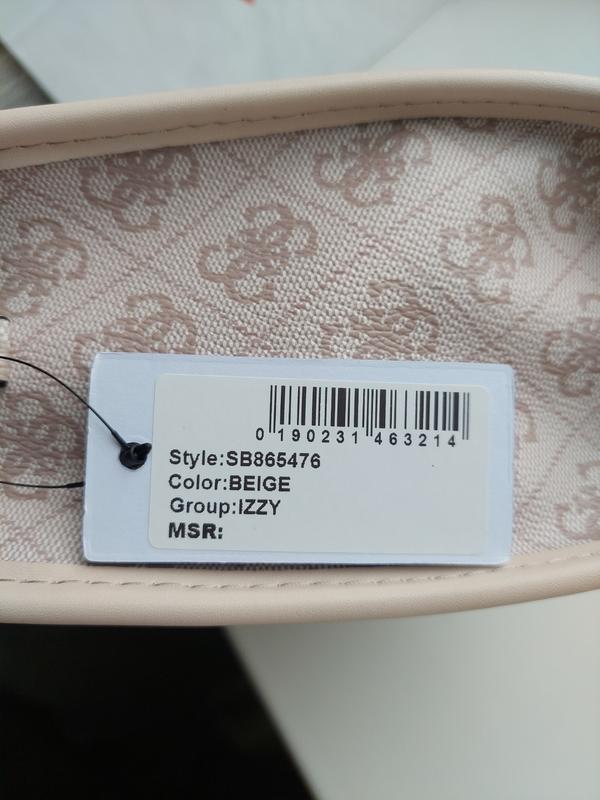 0 190231 463214
Style:SB865476
Color:BEIGE
Group:IZZY
MSR: